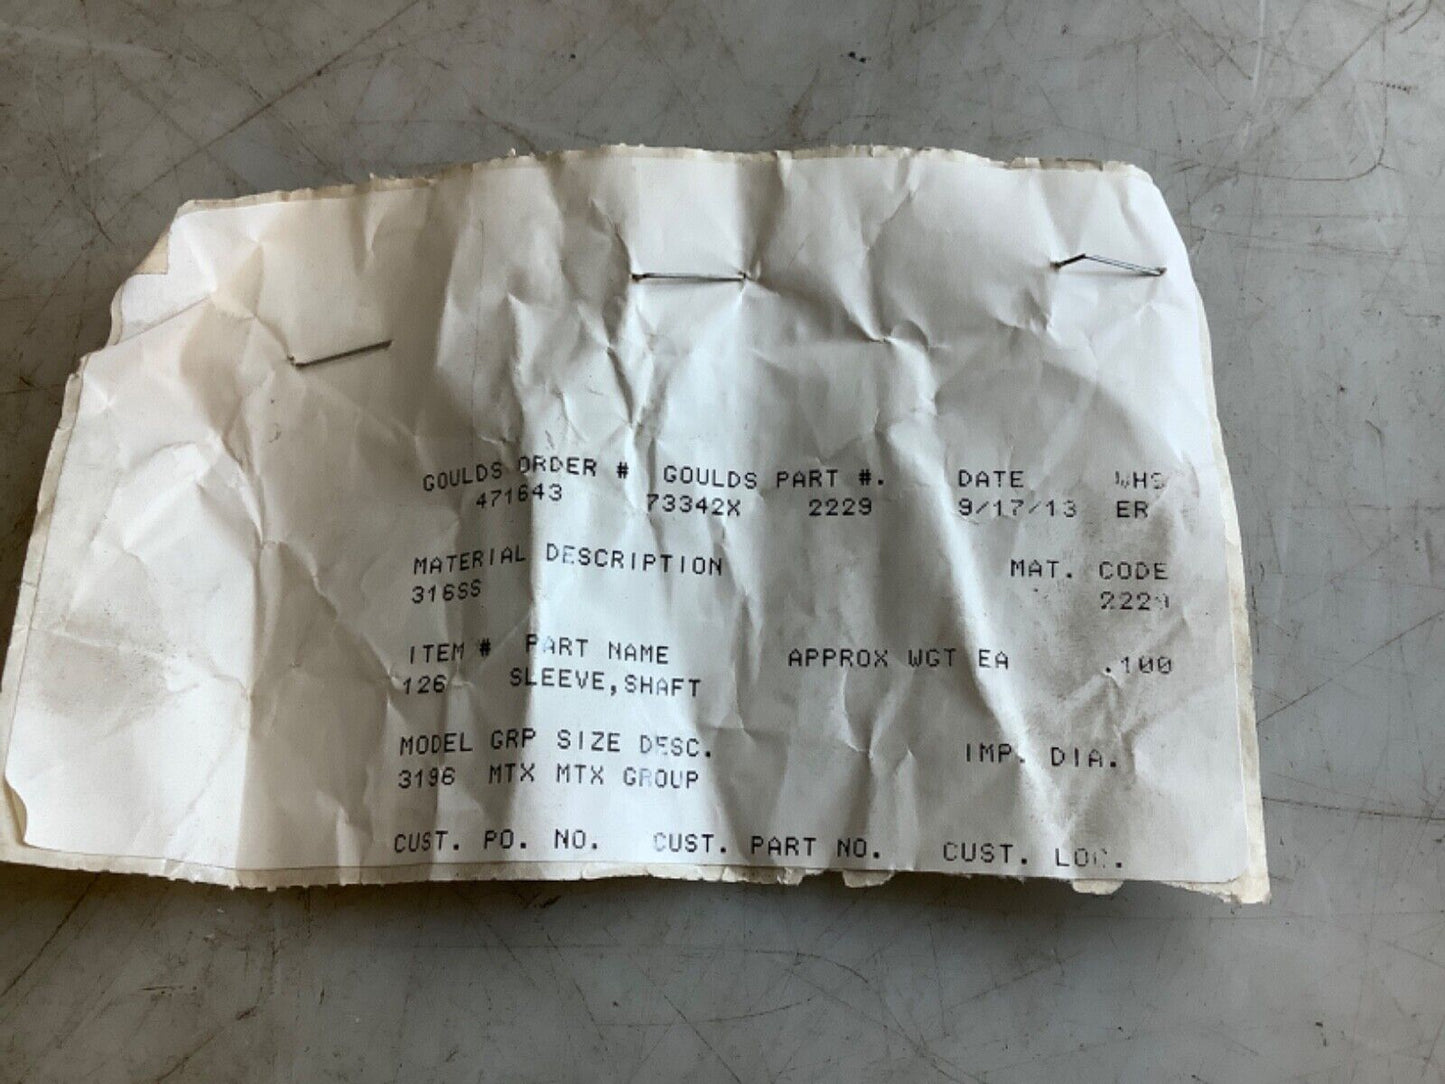 GOULDS ORDER # GOULDS PART #. DATE WHS
471643 73342X 2229 9/17/13 ER
MATERIAL DESCRIPTION MAT. CODE
316SS 2229
ITEM # PART NAME APPROX WGT EA .100
126 SLEEVE,SHAFT
MODEL GRP SIZE DESC. IMP. DIA.
3196 MTX MTX GROUP
CUST. PO. NO. CUST. PART NO. CUST. LOC.